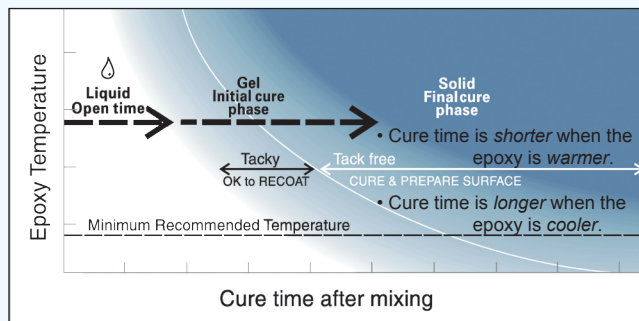 Epoxy Temperature
Liquid
Open time
Gel
Initial cure
phase
Solid
Final cure
phase
• Cure time is shorter when the
epoxy is warmer.
Tacky
OK to RECOAT
Tack free
CURE & PREPARE SURFACE
• Cure time is longer when the
epoxy is cooler.
Minimum Recommended Temperature
Cure time after mixing